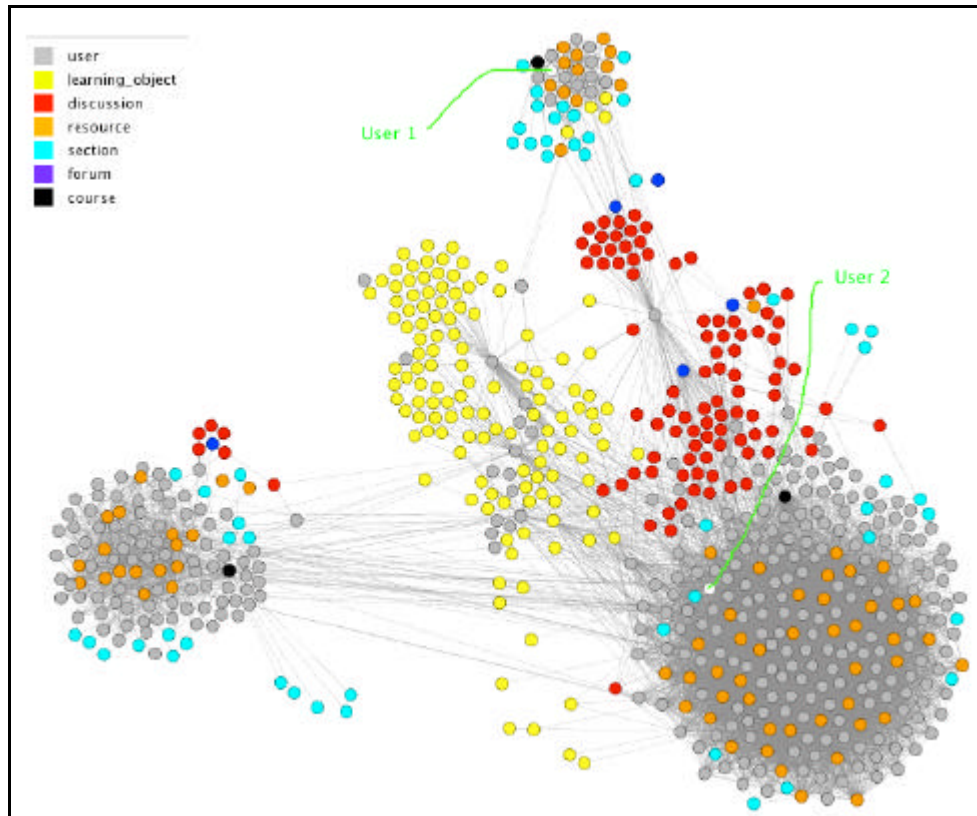 user
learning_object
discussion
resource
section
forum
course
User 1
User 2